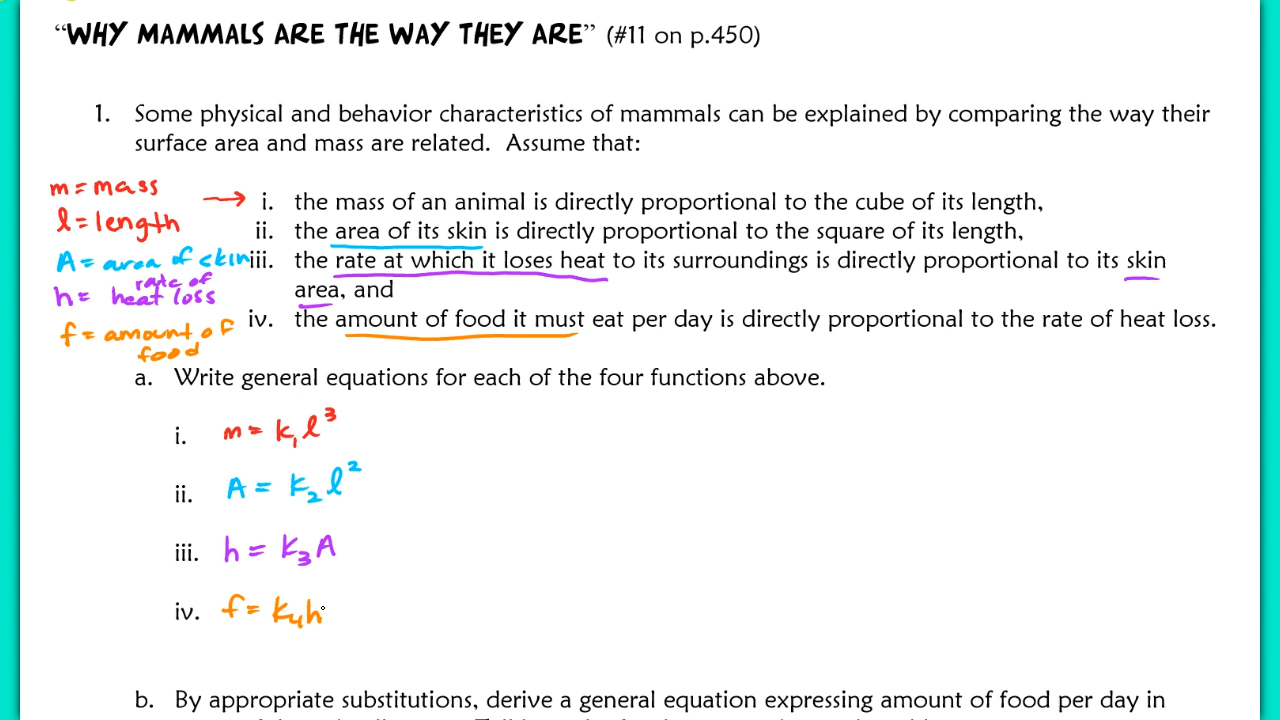 “WHY MAMMALS ARE THE WAY THEY ARE” (#11 on p.450)
1. Some physical and behavior characteristics of mammals can be explained by comparing the way their
surface area and mass are related. Assume that:
m = mass
l = length
A = area of skin
h = rate of heat loss
f = amount of food
→ i. the mass of an animal is directly proportional to the cube of its length,
ii. the area of its skin is directly proportional to the square of its length,
iii. the rate at which it loses heat to its surroundings is directly proportional to its skin
area, and
iv. the amount of food it must eat per day is directly proportional to the rate of heat loss.
a. Write general equations for each of the four functions above.
i. m = k₁l³
ii. A = k₂l²
iii. h = k₃A
iv. f = k₄h
b. By appropriate substitutions, derive a general equation expressing amount of food per day in